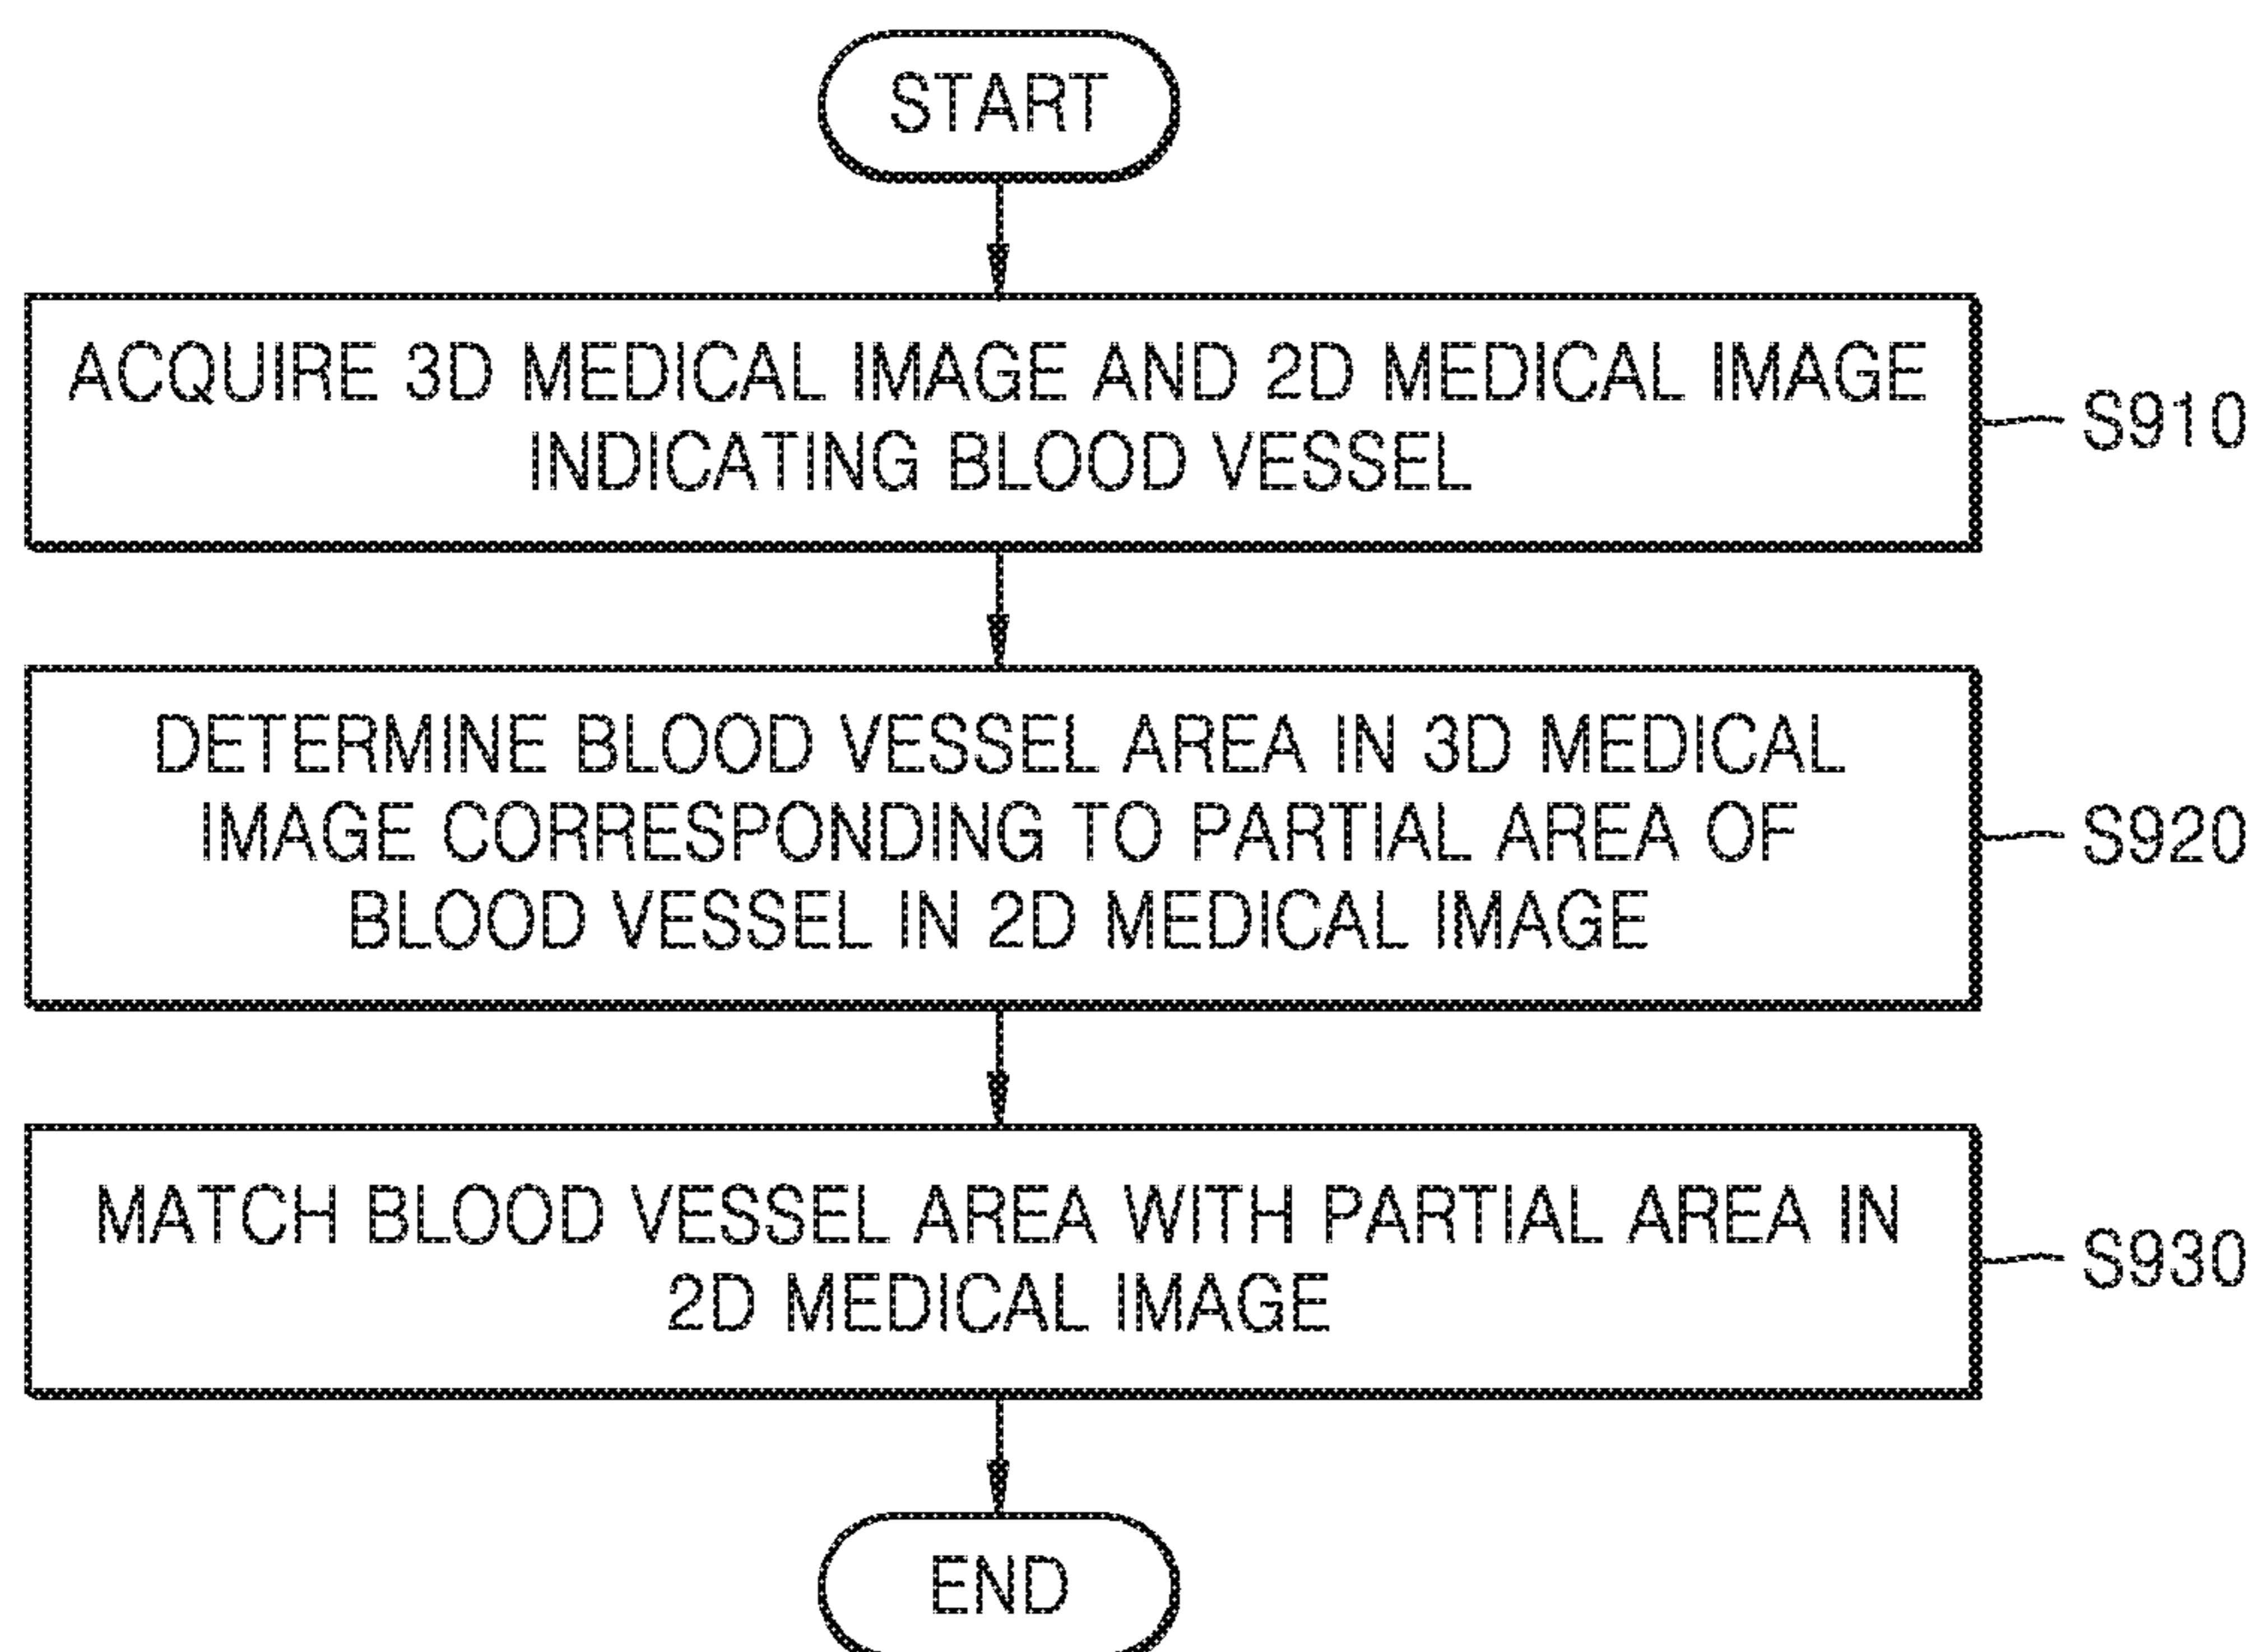 START
ACQUIRE 3D MEDICAL IMAGE AND 2D MEDICAL IMAGE
INDICATING BLOOD VESSEL
S910
DETERMINE BLOOD VESSEL AREA IN 3D MEDICAL
IMAGE CORRESPONDING TO PARTIAL AREA OF
BLOOD VESSEL IN 2D MEDICAL IMAGE
S920
MATCH BLOOD VESSEL AREA WITH PARTIAL AREA IN
2D MEDICAL IMAGE
S930
END